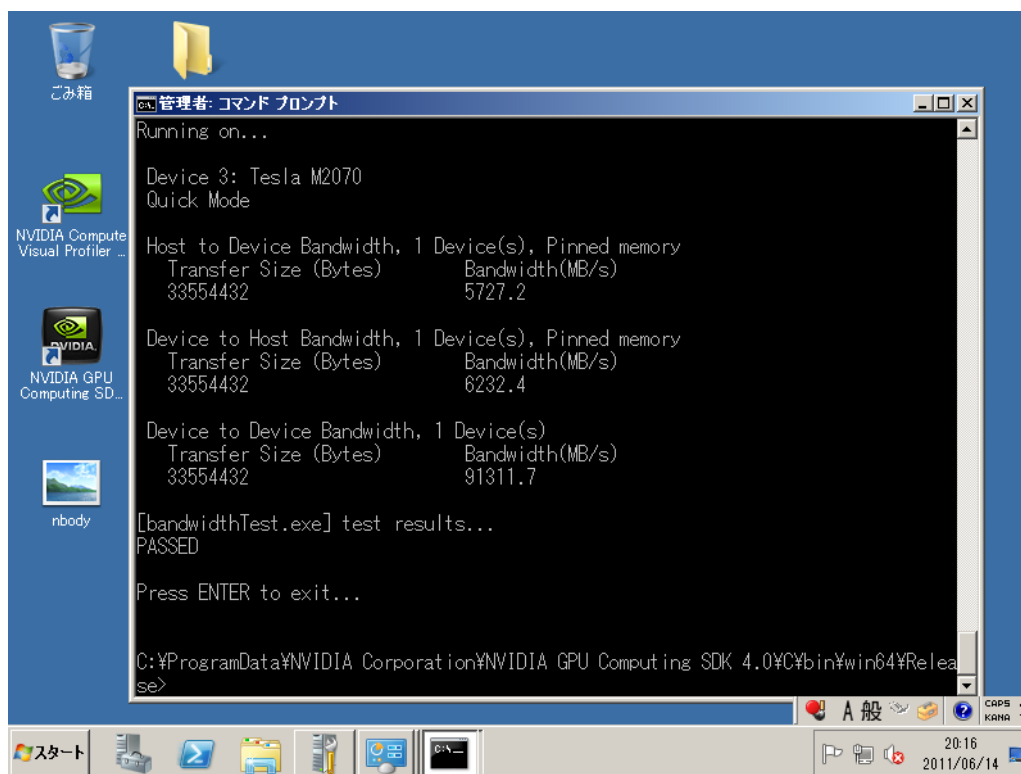 ごみ箱
管理者: コマンド プロンプト
Running on...
Device 3: Tesla M2070
Quick Mode
NVIDIA Compute
Visual Profiler ...
Host to Device Bandwidth, 1 Device(s), Pinned memory
Transfer Size (Bytes) Bandwidth(MB/s)
33554432 5727.2
NVIDIA.
NVIDIA GPU
Computing SD...
Device to Host Bandwidth, 1 Device(s), Pinned memory
Transfer Size (Bytes) Bandwidth(MB/s)
33554432 6232.4
Device to Device Bandwidth, 1 Device(s)
Transfer Size (Bytes) Bandwidth(MB/s)
33554432 91311.7
nbody
[bandwidthTest.exe] test results...
PASSED
Press ENTER to exit...
C:¥ProgramData¥NVIDIA Corporation¥NVIDIA GPU Computing SDK 4.0¥C¥bin¥win64¥Relea
se>
A 般
CAPS
KANA
スタート
20:16
2011/06/14